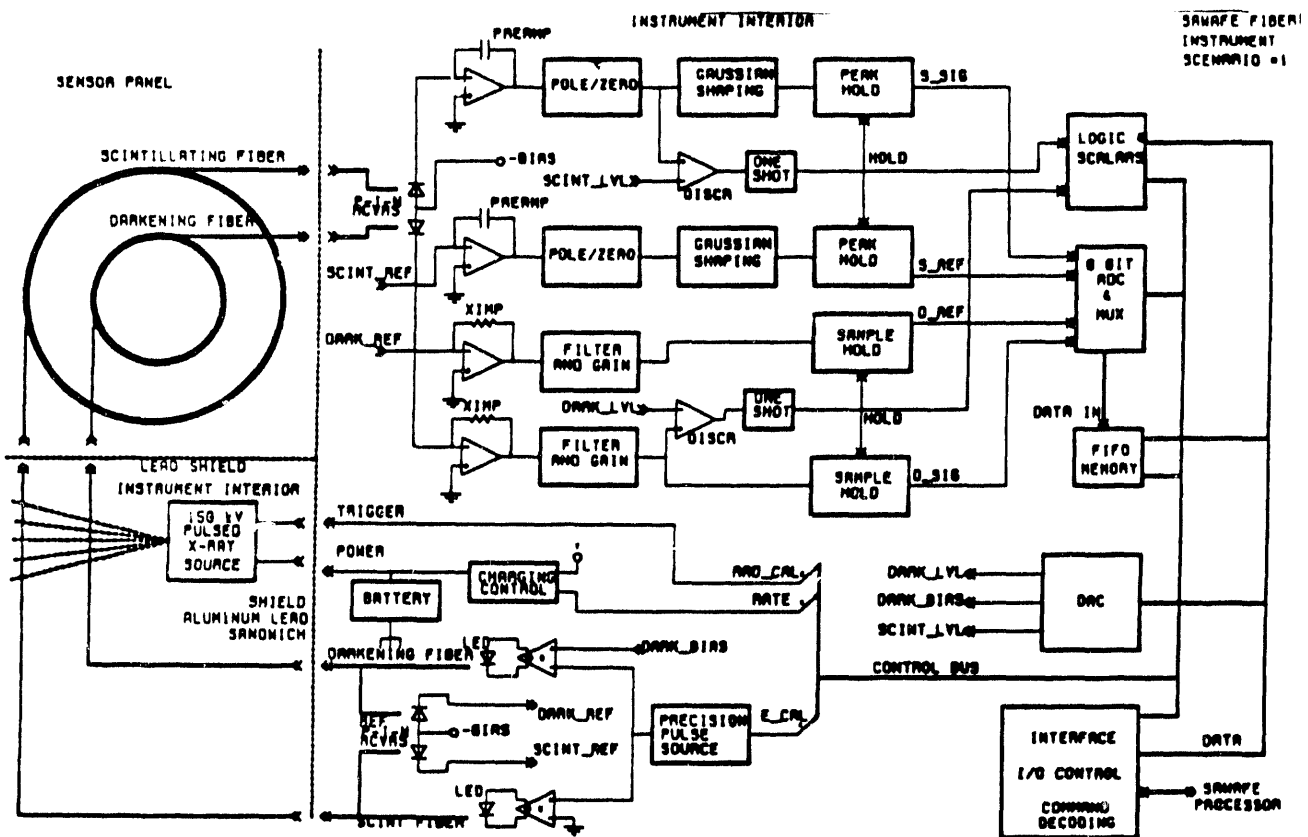 INSTRUMENT INTERIOR
SAWAFE FIBER
INSTRUMENT
SCENARIO #1
SENSOR PANEL
PREAMP
POLE/ZERO
GAUSSIAN
SHAPING
PEAK
HOLD
S_SIG
LOGIC
SCALARS
SCINTILLATING FIBER
-BIAS
SCINT_LVL
DISCR
ONE
SHOT
HOLD
P-I-N
RCVRS
DARKENING FIBER
PREAMP
SCINT_REF
POLE/ZERO
GAUSSIAN
SHAPING
PEAK
HOLD
S_REF
8 BIT
ADC
&
MUX
XIMP
DARK_REF
FILTER
AND GAIN
SAMPLE
HOLD
D_REF
DARK_LVL
ONE
SHOT
DISCR
HOLD
XIMP
FILTER
AND GAIN
SAMPLE
HOLD
D_SIG
DATA IN
FIFO
MEMORY
LEAD SHIELD
INSTRUMENT INTERIOR
150 kV
PULSED
X-RAY
SOURCE
TRIGGER
POWER
BATTERY
CHARGING
CONTROL
RAD_CAL
RATE
DARK_LVL
DARK_BIAS
SCINT_LVL
DAC
SHIELD
ALUMINUM LEAD
SANDWICH
DARKENING FIBER
LED
DARK_BIAS
CONTROL BUS
REF
P-I-N
RCVRS
DARK_REF
-BIAS
SCINT_REF
PRECISION
PULSE
SOURCE
E_CAL
LED
SCINT FIBER
INTERFACE
I/O CONTROL
COMMAND
DECODING
DATA
SAWAFE
PROCESSOR